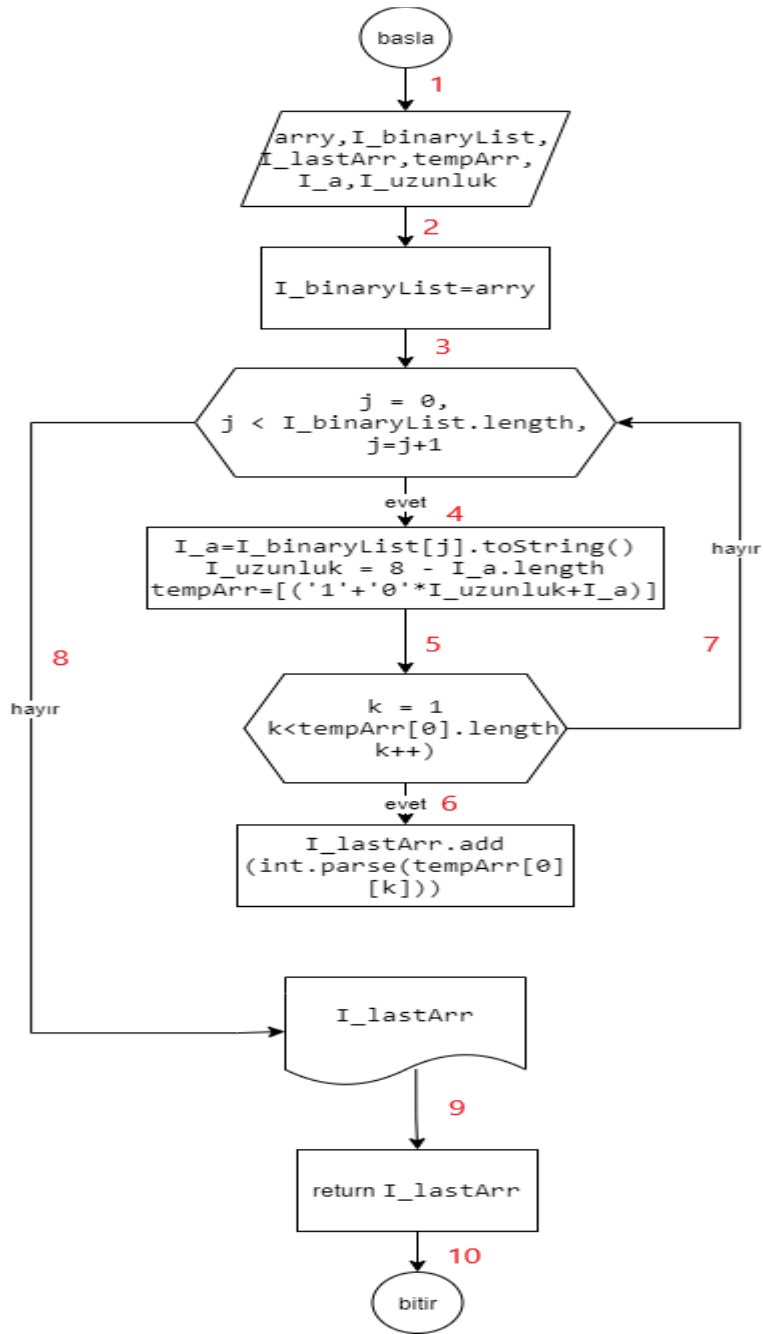 basla
1
arry,I_binaryList,
I_lastArr,tempArr,
I_a,I_uzunluk
2
I_binaryList=arry
3
j = 0,
j < I_binaryList.length,
j=j+1
evet
4
I_a=I_binaryList[j].toString()
I_uzunluk = 8 - I_a.length
tempArr=[('1'+'0'*I_uzunluk+I_a)]
hayır
5
7
8
hayır
k = 1
k<tempArr[0].length
k++)
evet
6
I_lastArr.add
(int.parse(tempArr[0]
[k]))
I_lastArr
9
return I_lastArr
10
bitir